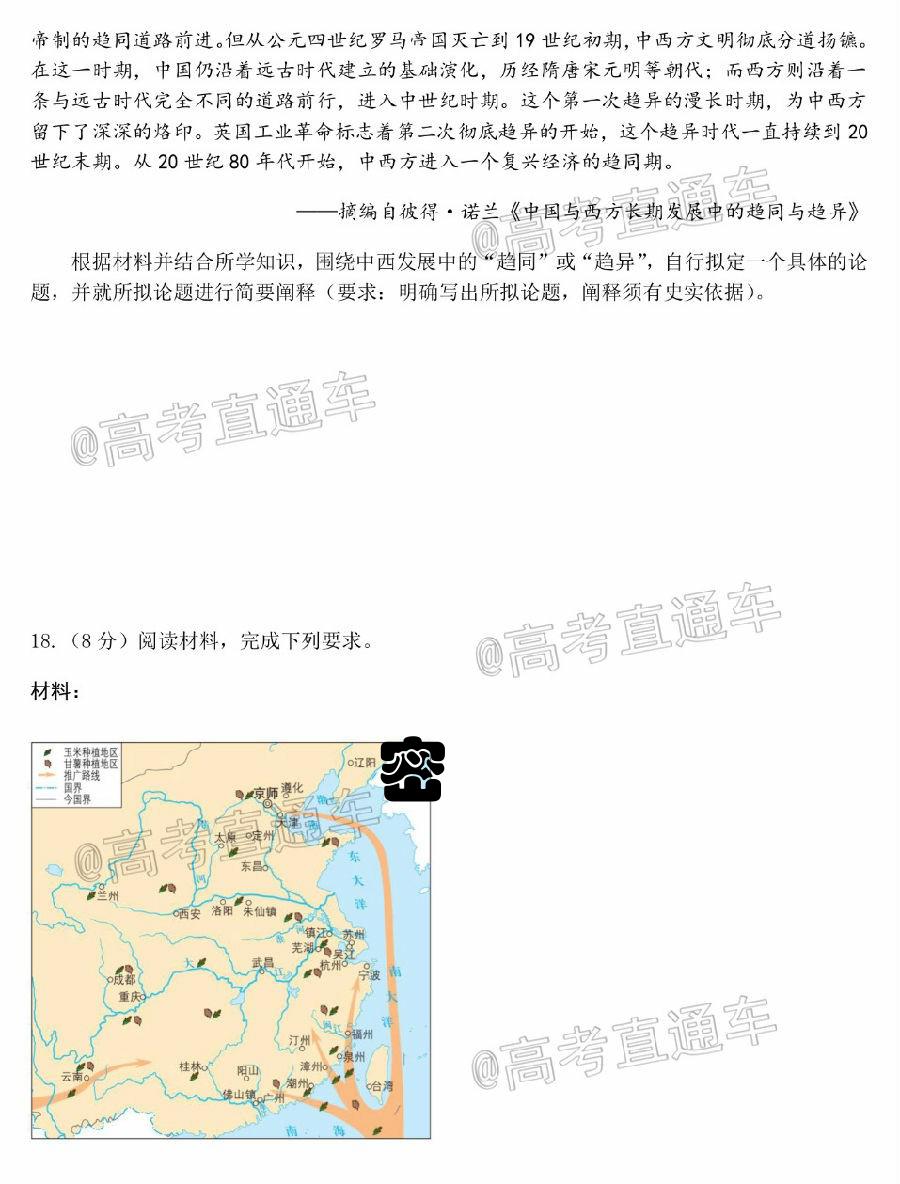 帝制的趋同道路前进。但从公元四世纪罗马帝国灭亡到 19 世纪初期，中西方文明彻底分道扬镳。
在这一时期，中国仍沿着远古时代建立的基础演化，历经隋唐宋元明等朝代；而西方则沿着一
条与远古时代完全不同的道路前行，进入中世纪时期。这个第一次趋异的漫长时期，为中西方
留下了深深的烙印。英国工业革命标志着第二次彻底趋异的开始，这个趋异时代一直持续到 20
世纪末期。从 20 世纪 80 年代开始，中西方进入一个复兴经济的趋同期。
——摘编自彼得·诺兰《中国与西方长期发展中的趋同与趋异》
根据材料并结合所学知识，围绕中西发展中的“趋同”或“趋异”，自行拟定一个具体的论
题，并就所拟论题进行简要阐释（要求：明确写出所拟论题，阐释须有史实依据）。
@高考直通车
@高考直通车
18.（8 分）阅读材料，完成下列要求。
@高考直通车
材料：
玉米种植地区
甘薯种植地区
推广路线
国界
今国界
辽阳
京师
遵化
天津
渤
海
太原
定州
东昌
黄
河
@高考直通车
东
大
洋
兰州
西安
洛阳
朱仙镇
淮
河
镇江
苏州
芜湖
吴江
杭州
宁波
武昌
大
江
成都
重庆
南
大
洋
闽江
福州
汀州
泉州
@高考直通车
云南
桂林
阳山
漳州
潮州
台湾
佛山镇
广州
南
海